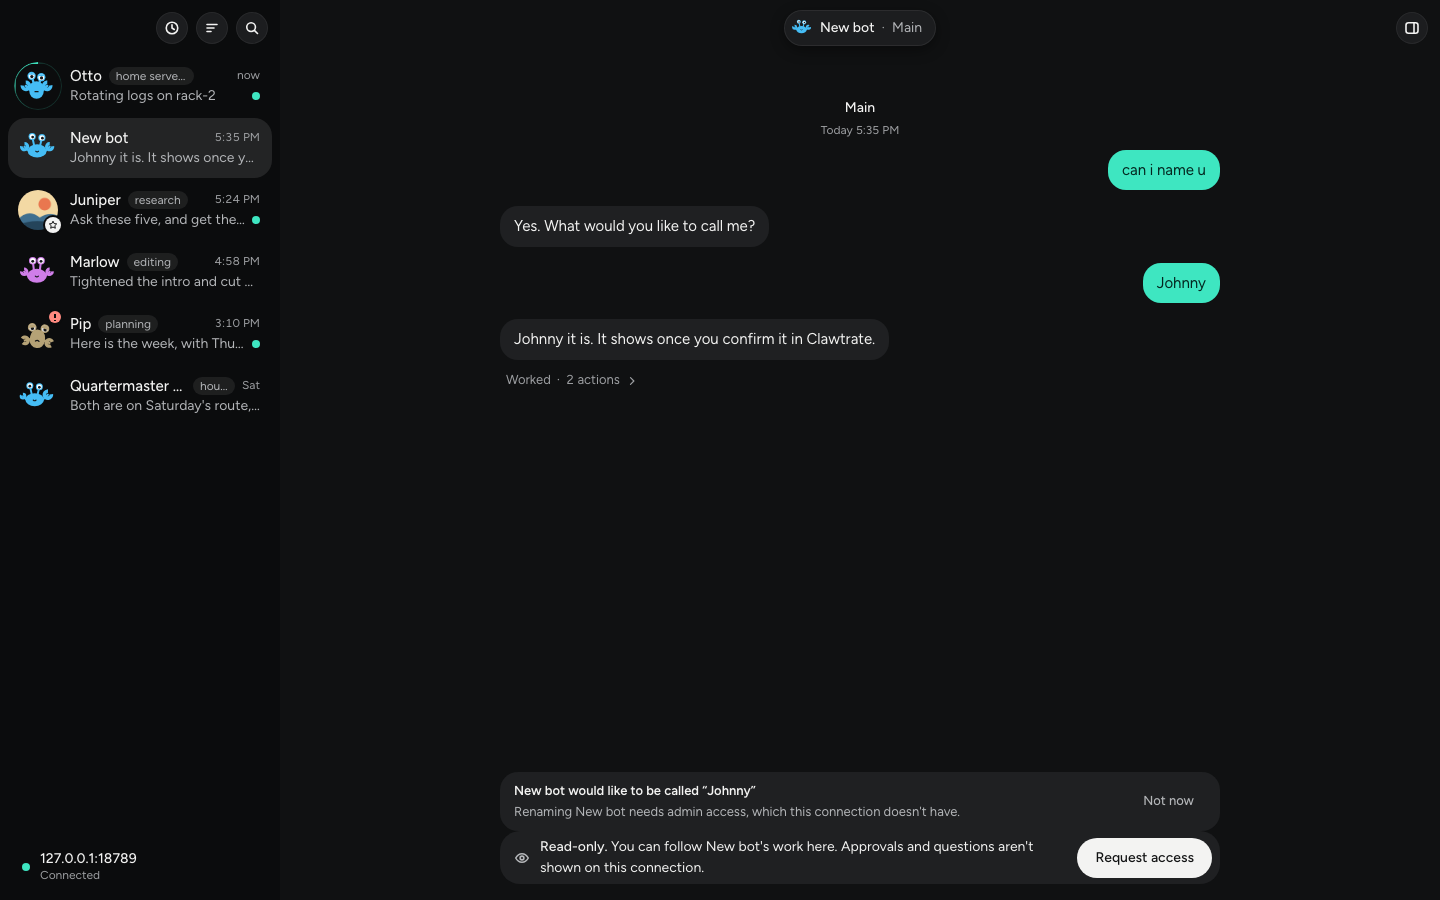 New bot · Main
Otto home serve... now
Rotating logs on rack-2
New bot 5:35 PM
Johnny it is. It shows once y...
Juniper research 5:24 PM
Ask these five, and get the...
Marlow editing 4:58 PM
Tightened the intro and cut ...
Pip planning 3:10 PM
Here is the week, with Thu...
Quartermaster ... hou... Sat
Both are on Saturday's route,...
127.0.0.1:18789
Connected
Main
Today 5:35 PM
can i name u
Yes. What would you like to call me?
Johnny
Johnny it is. It shows once you confirm it in Clawtrate.
Worked · 2 actions
New bot would like to be called “Johnny”
Renaming New bot needs admin access, which this connection doesn't have.
Not now
Read-only. You can follow New bot's work here. Approvals and questions aren't
shown on this connection.
Request access